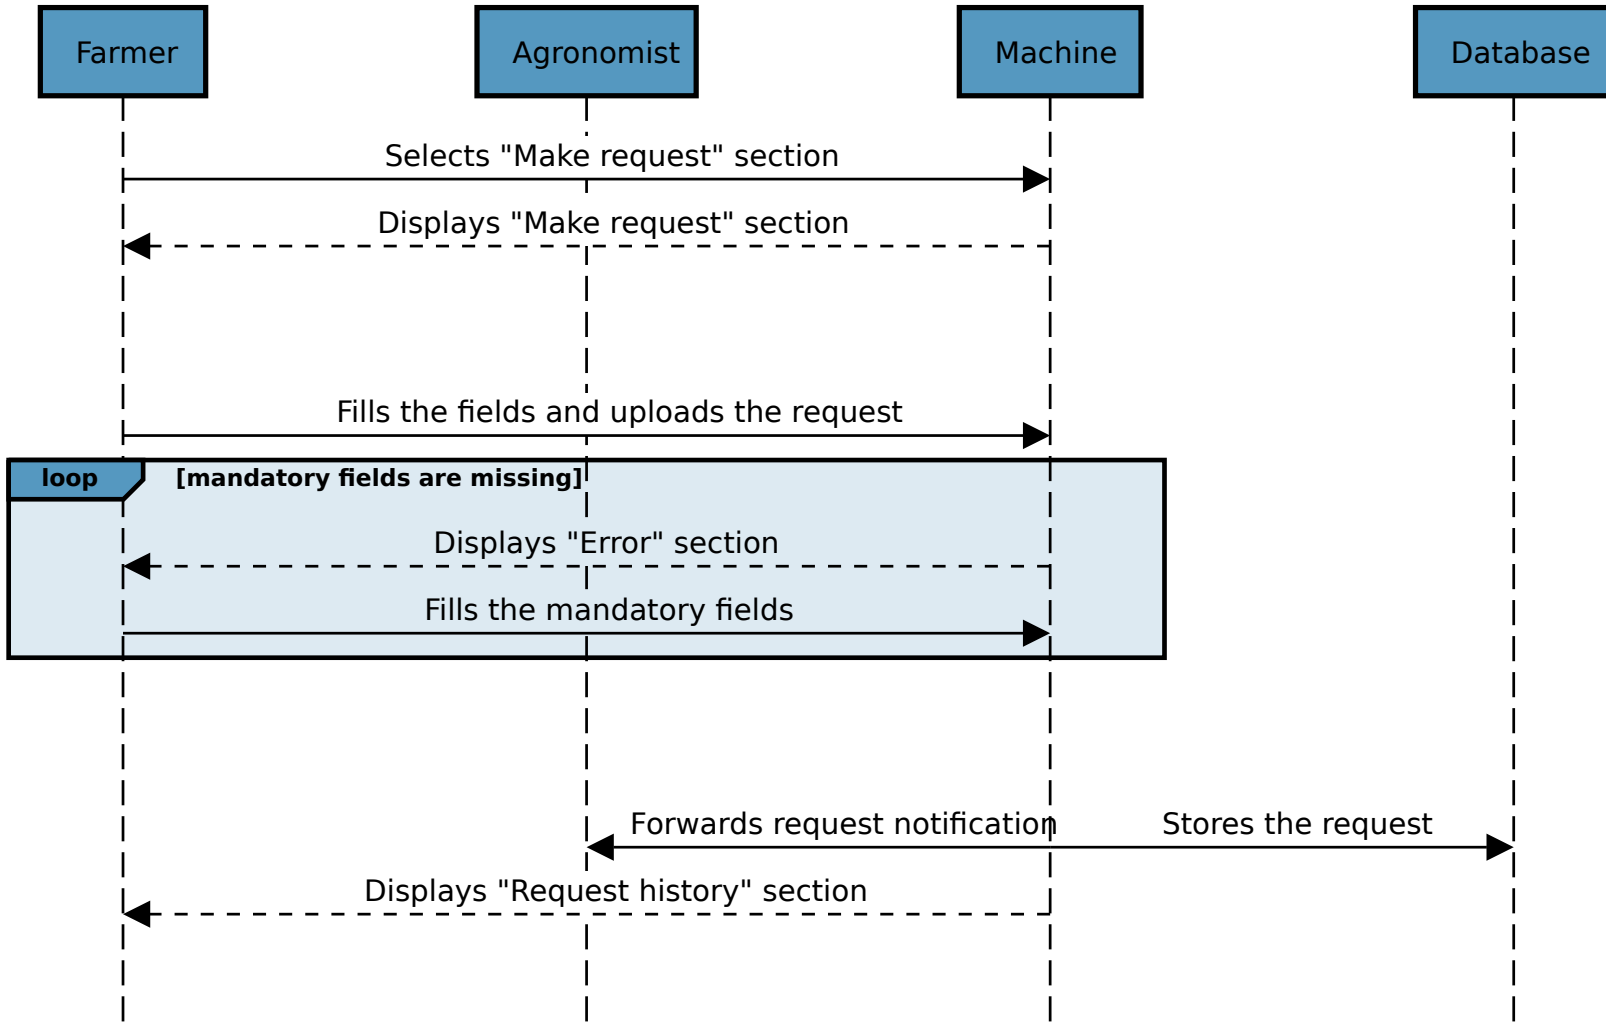 Farmer
Agronomist
Machine
Database
Selects "Make request" section
Displays "Make request" section
Fills the fields and uploads the request
loop
[mandatory fields are missing]
Displays "Error" section
Fills the mandatory fields
Forwards request notification
Stores the request
Displays "Request history" section